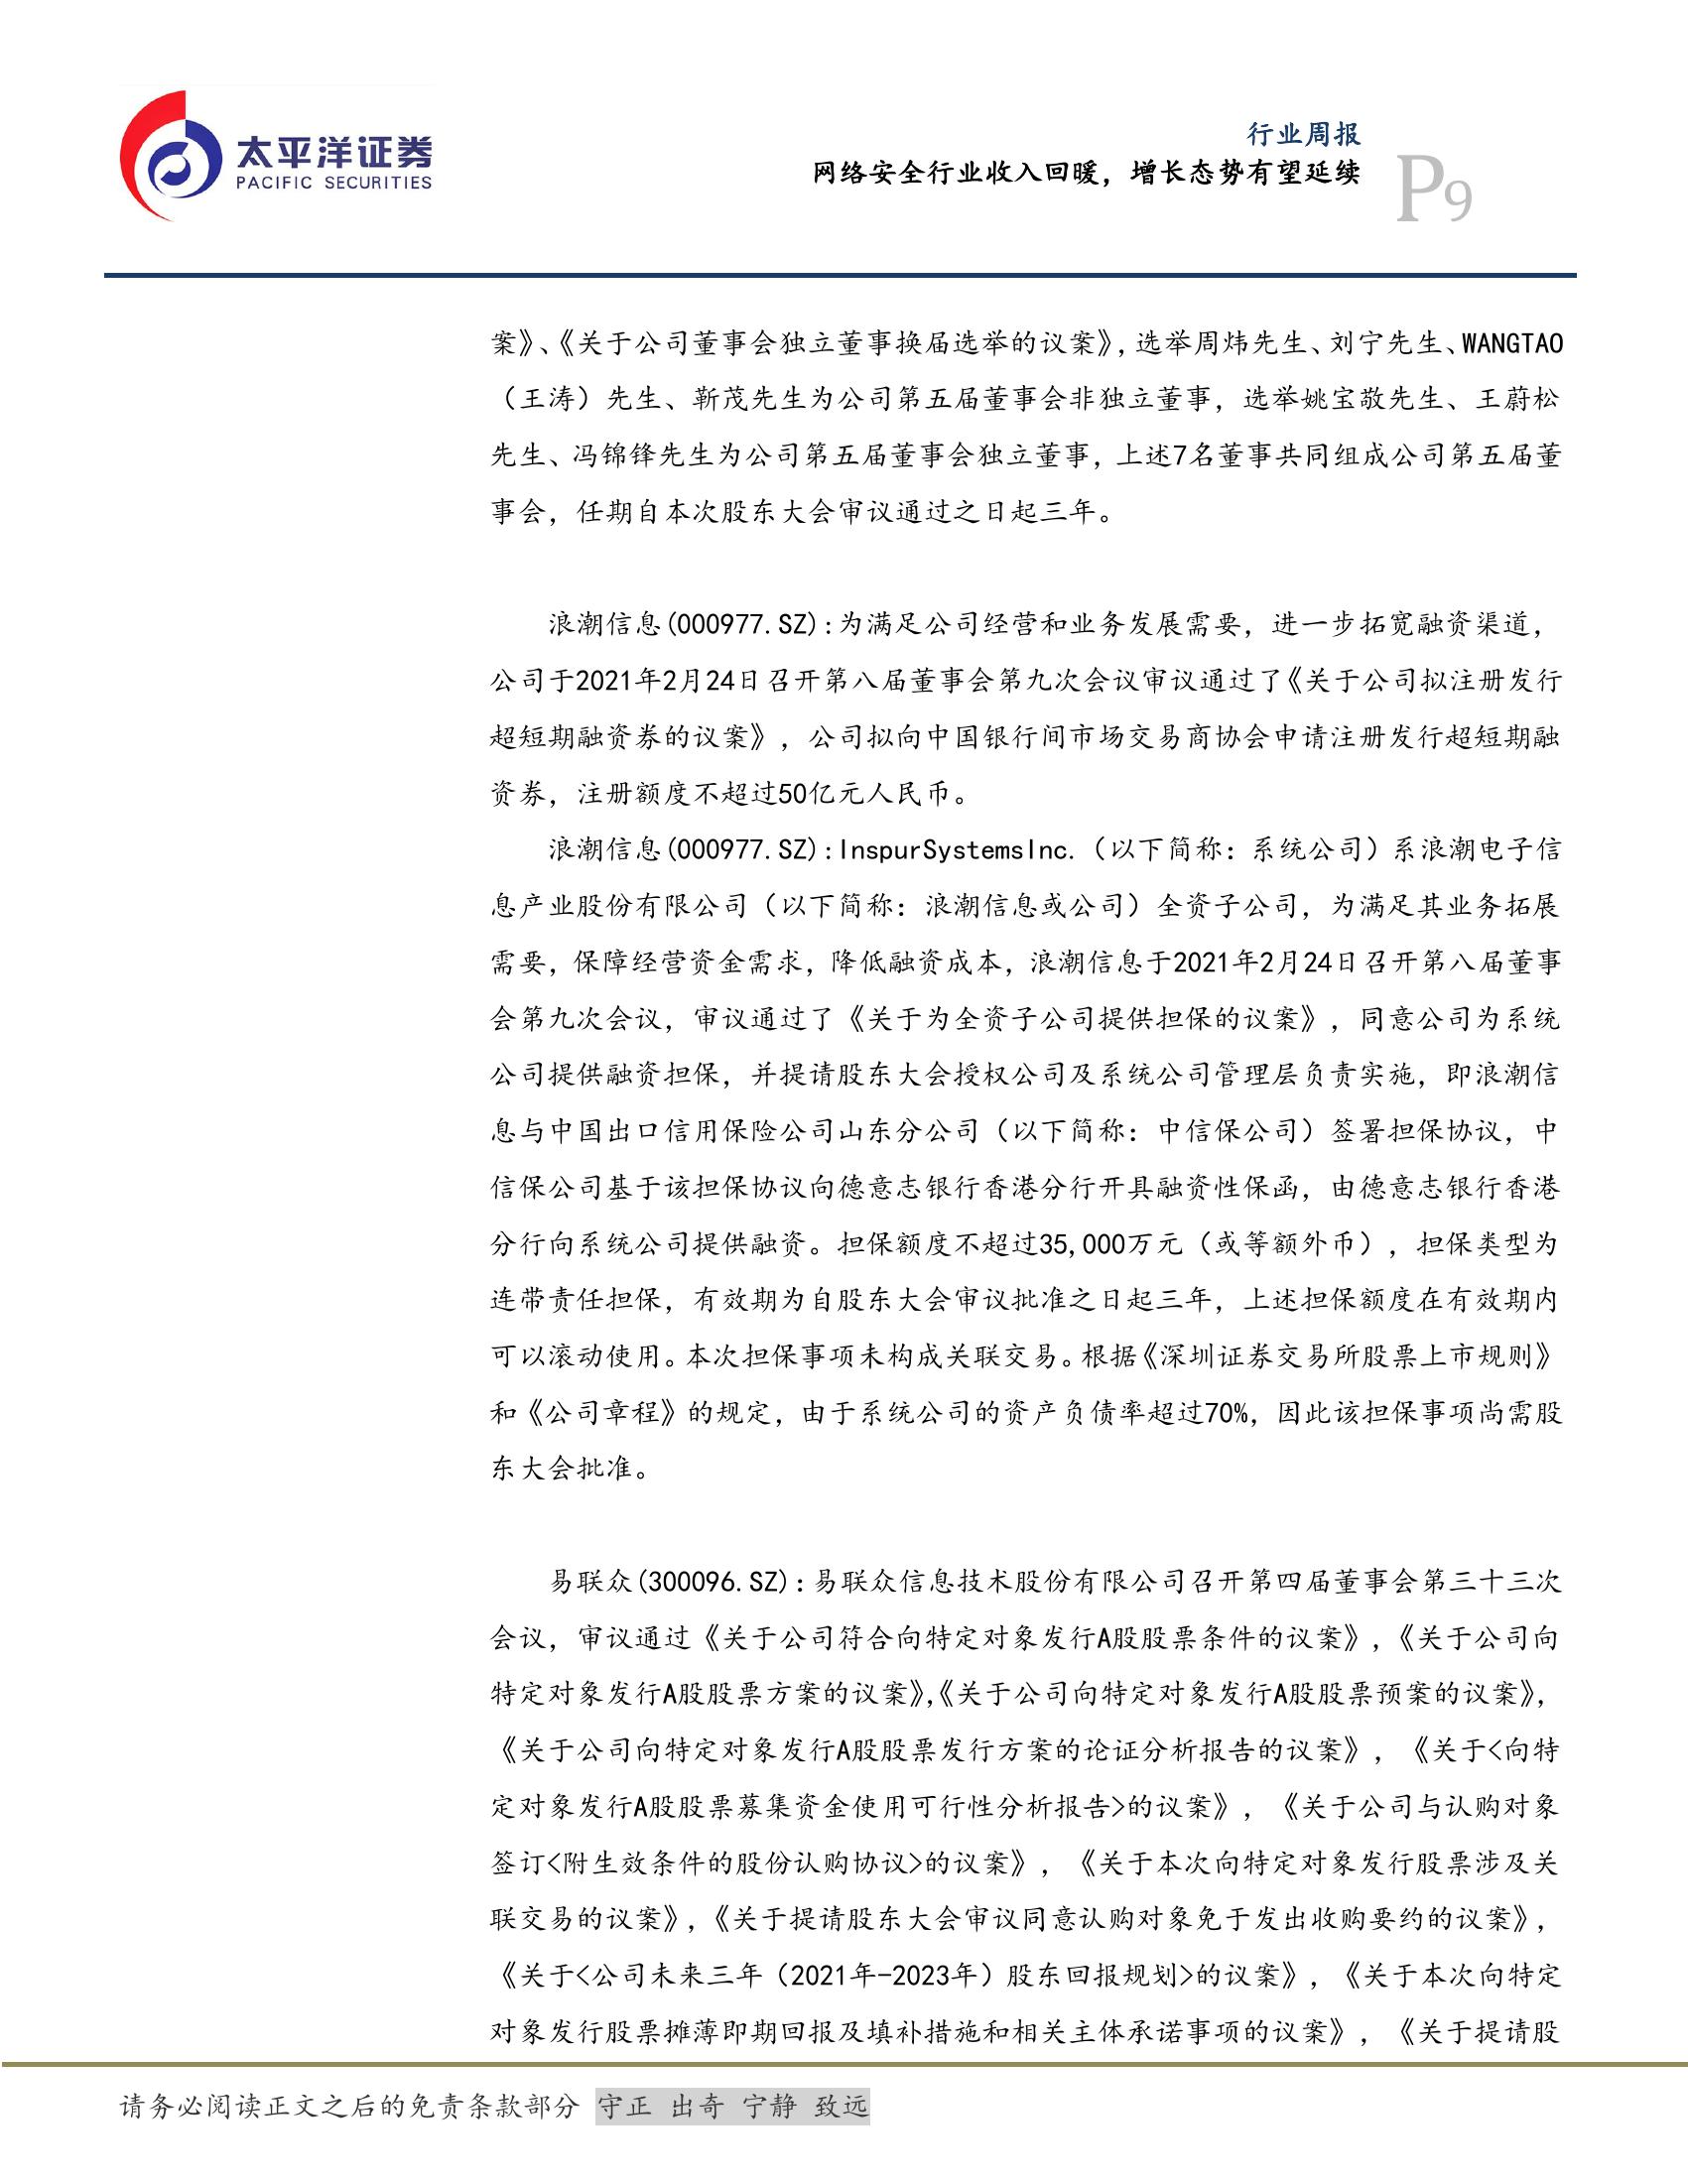 太平洋证券
PACIFIC SECURITIES
行业周报
网络安全行业收入回暖，增长态势有望延续
P9
案》、《关于公司董事会独立董事换届选举的议案》，选举周炜先生、刘宁先生、WANGTAO
（王涛）先生、靳茂先生为公司第五届董事会非独立董事，选举姚宝敬先生、王蔚松
先生、冯锦锋先生为公司第五届董事会独立董事，上述7名董事共同组成公司第五届董
事会，任期自本次股东大会审议通过之日起三年。
浪潮信息(000977.SZ):为满足公司经营和业务发展需要，进一步拓宽融资渠道，
公司于2021年2月24日召开第八届董事会第九次会议审议通过了《关于公司拟注册发行
超短期融资券的议案》，公司拟向中国银行间市场交易商协会申请注册发行超短期融
资券，注册额度不超过50亿元人民币。
浪潮信息(000977.SZ):InspurSystemsInc.（以下简称：系统公司）系浪潮电子信
息产业股份有限公司（以下简称：浪潮信息或公司）全资子公司，为满足其业务拓展
需要，保障经营资金需求，降低融资成本，浪潮信息于2021年2月24日召开第八届董事
会第九次会议，审议通过了《关于为全资子公司提供担保的议案》，同意公司为系统
公司提供融资担保，并提请股东大会授权公司及系统公司管理层负责实施，即浪潮信
息与中国出口信用保险公司山东分公司（以下简称：中信保公司）签署担保协议，中
信保公司基于该担保协议向德意志银行香港分行开具融资性保函，由德意志银行香港
分行向系统公司提供融资。担保额度不超过35,000万元（或等额外币），担保类型为
连带责任担保，有效期为自股东大会审议批准之日起三年，上述担保额度在有效期内
可以滚动使用。本次担保事项未构成关联交易。根据《深圳证券交易所股票上市规则》
和《公司章程》的规定，由于系统公司的资产负债率超过70%，因此该担保事项尚需股
东大会批准。
易联众(300096.SZ):易联众信息技术股份有限公司召开第四届董事会第三十三次
会议，审议通过《关于公司符合向特定对象发行A股股票条件的议案》，《关于公司向
特定对象发行A股股票方案的议案》，《关于公司向特定对象发行A股股票预案的议案》，
《关于公司向特定对象发行A股股票发行方案的论证分析报告的议案》，《关于<向特
定对象发行A股股票募集资金使用可行性分析报告>的议案》，《关于公司与认购对象
签订<附生效条件的股份认购协议>的议案》，《关于本次向特定对象发行股票涉及关
联交易的议案》，《关于提请股东大会审议同意认购对象免于发出收购要约的议案》，
《关于<公司未来三年（2021年-2023年）股东回报规划>的议案》，《关于本次向特定
对象发行股票摊薄即期回报及填补措施和相关主体承诺事项的议案》，《关于提请股
请务必阅读正文之后的免责条款部分 守正 出奇 宁静 致远